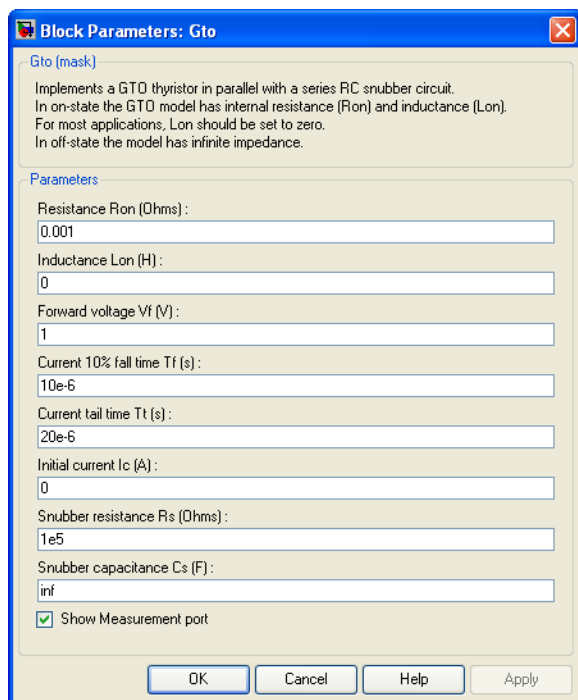 Block Parameters: Gto
Gto (mask)
Implements a GTO thyristor in parallel with a series RC snubber circuit.
In on-state the GTO model has internal resistance (Ron) and inductance (Lon).
For most applications, Lon should be set to zero.
In off-state the model has infinite impedance.
Parameters
Resistance Ron (Ohms) :
0.001
Inductance Lon (H) :
0
Forward voltage Vf (V) :
1
Current 10% fall time Tf (s) :
10e-6
Current tail time Tt (s) :
20e-6
Initial current Ic (A) :
0
Snubber resistance Rs (Ohms) :
1e5
Snubber capacitance Cs (F) :
inf
Show Measurement port
OK Cancel Help Apply